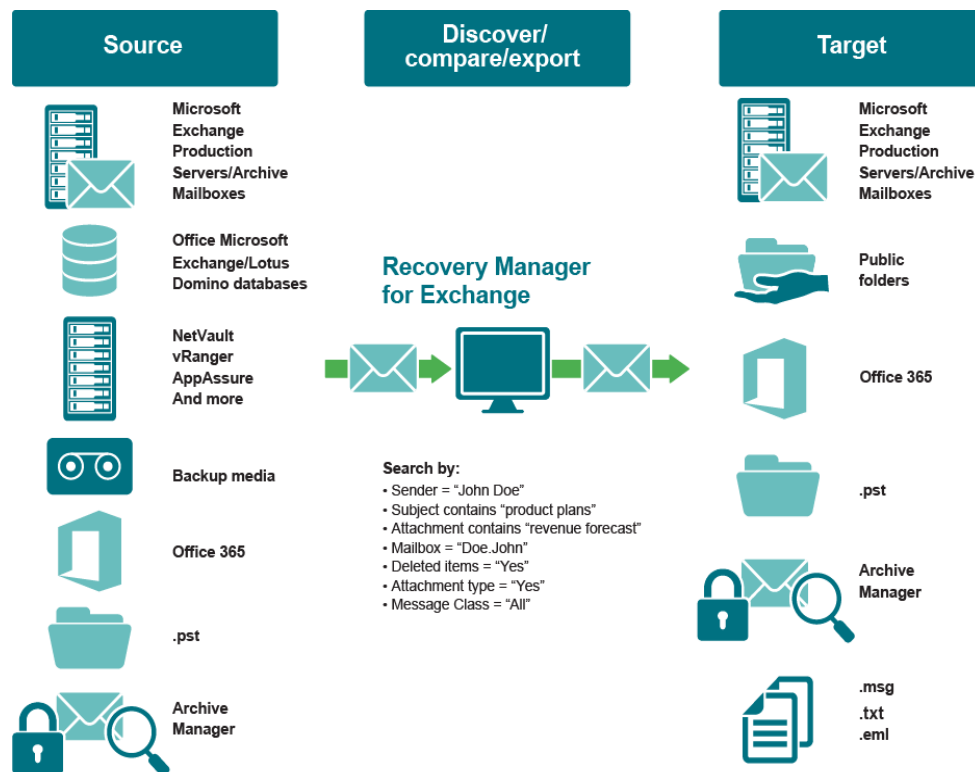 Source
Discover/
compare/export
Target
Microsoft
Exchange
Production
Servers/Archive
Mailboxes
Office Microsoft
Exchange/Lotus
Domino databases
NetVault
vRanger
AppAssure
And more
Backup media
Office 365
.pst
Archive
Manager
Recovery Manager
for Exchange
Search by:
• Sender = “John Doe”
• Subject contains “product plans”
• Attachment contains “revenue forecast”
• Mailbox = “Doe.John”
• Deleted items = “Yes”
• Attachment type = “Yes”
• Message Class = “All”
Microsoft
Exchange
Production
Servers/Archive
Mailboxes
Public
folders
Office 365
.pst
Archive
Manager
.msg
.txt
.eml